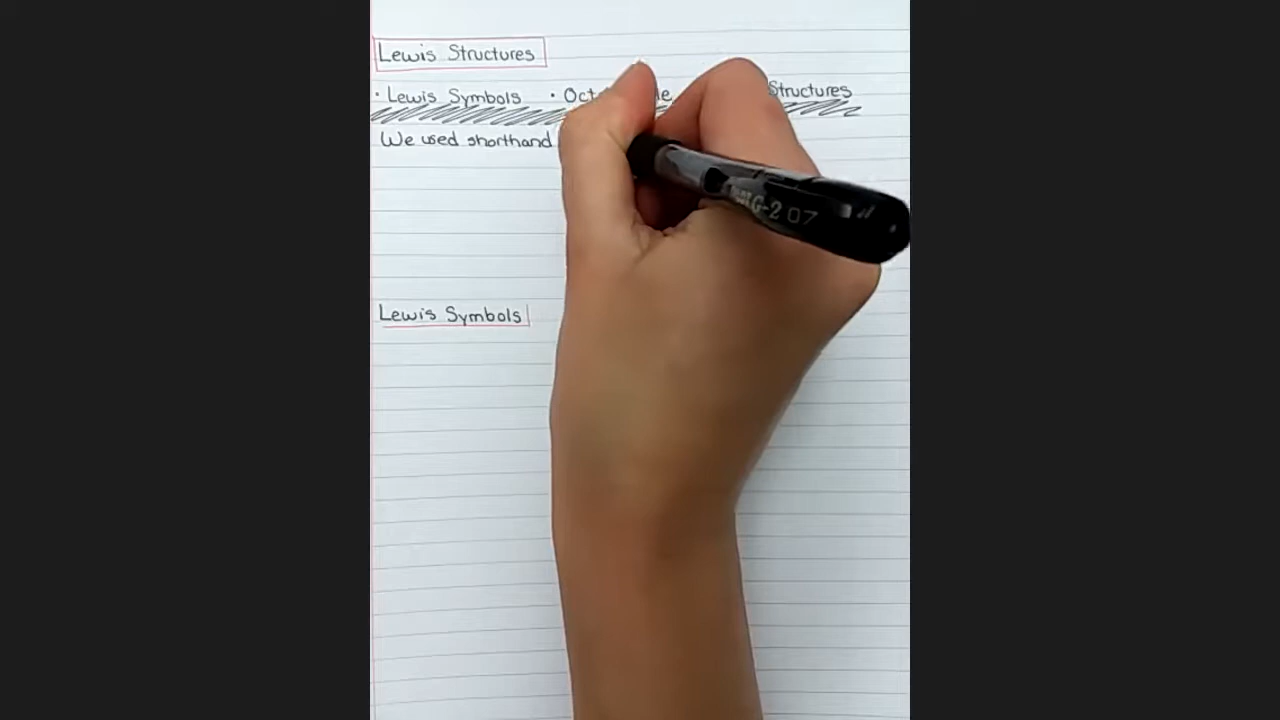 Lewis Structures
• Lewis Symbols • Oct Structures
We used shorthand
G-2 07
Lewis Symbols